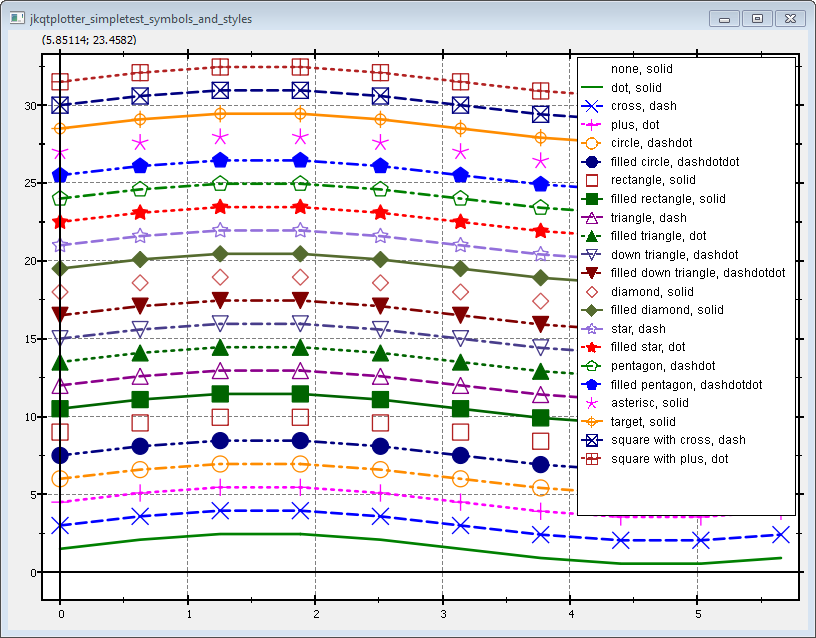 jkqtplotter_simpletest_symbols_and_styles
(5.85114; 23.4582)
none, solid
dot, solid
cross, dash
plus, dot
circle, dashdot
filled circle, dashdotdot
rectangle, solid
filled rectangle, solid
triangle, dash
filled triangle, dot
down triangle, dashdot
filled down triangle, dashdotdot
diamond, solid
filled diamond, solid
star, dash
filled star, dot
pentagon, dashdot
filled pentagon, dashdotdot
asterisc, solid
target, solid
square with cross, dash
square with plus, dot
30
25
20
15
10
5
0
0 1 2 3 4 5